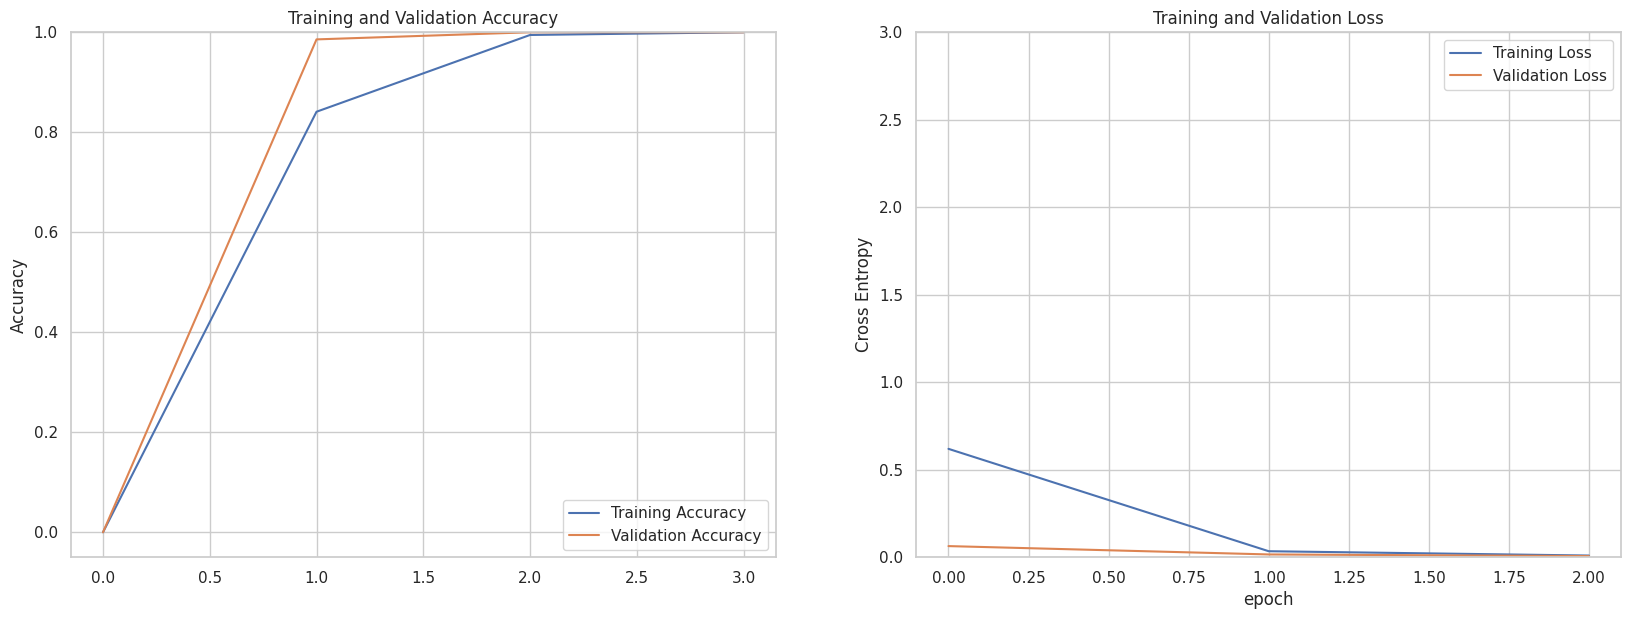 Training and Validation Accuracy
Accuracy
1.0
0.8
0.6
0.4
0.2
0.0
0.0 0.5 1.0 1.5 2.0 2.5 3.0
Training Accuracy
Validation Accuracy
Training and Validation Loss
Cross Entropy
3.0
2.5
2.0
1.5
1.0
0.5
0.0
0.00 0.25 0.50 0.75 1.00 1.25 1.50 1.75 2.00
epoch
Training Loss
Validation Loss